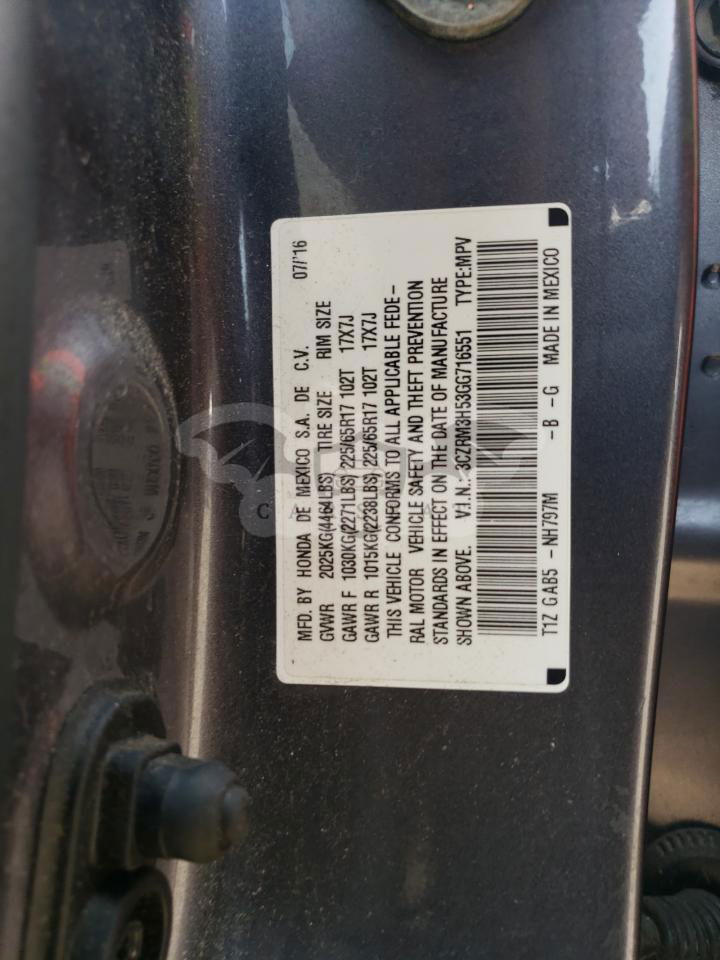 MFD. BY HONDA DE MEXICO S.A. DE C.V. 07/'16
GVWR 2025KG(4464LBS) TIRE SIZE RIM SIZE
GAWR F 1030KG(2271LBS) 225/65R17 102T 17X7J
GAWR R 1015KG(2238LBS) 225/65R17 102T 17X7J
THIS VEHICLE CONFORMS TO ALL APPLICABLE FEDE-
RAL MOTOR VEHICLE SAFETY AND THEFT PREVENTION
STANDARDS IN EFFECT ON THE DATE OF MANUFACTURE
SHOWN ABOVE. V.I.N.: 3CZRM3H53GG716551 TYPE:MPV
T1Z GAB5 -NH797M -B -G MADE IN MEXICO
MEXICO